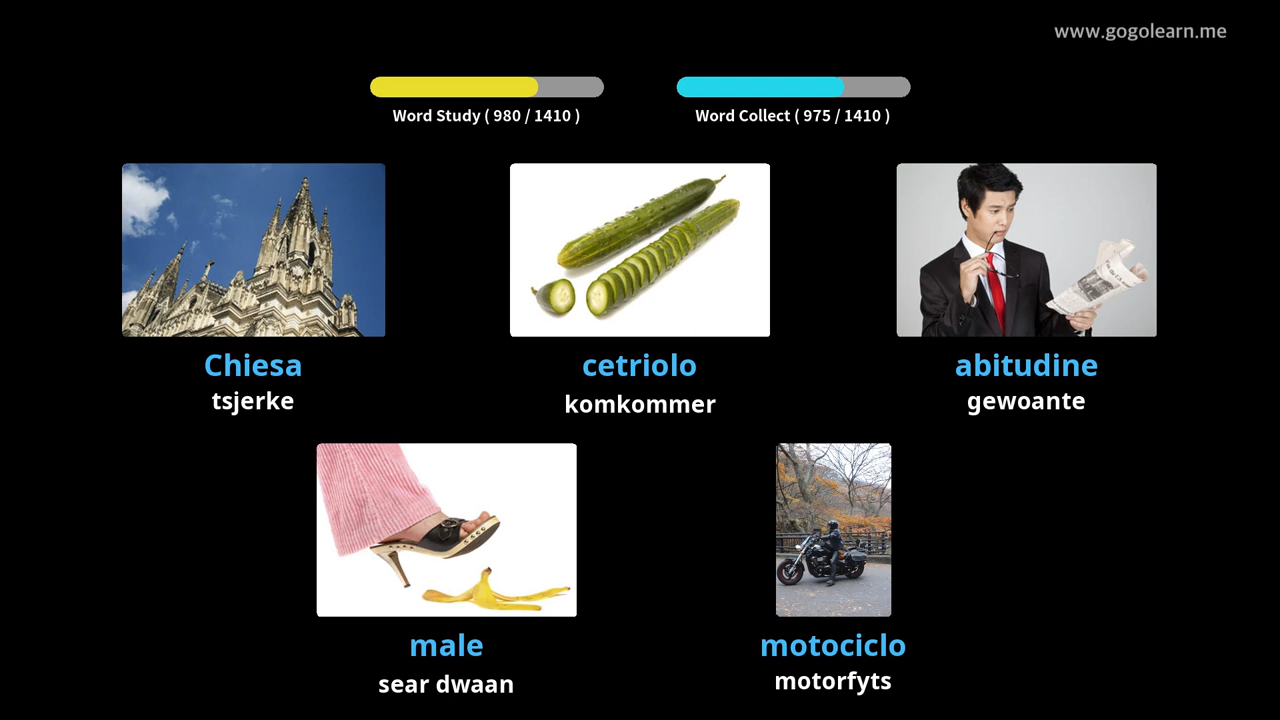 www.gogolearn.me
Word Study ( 980 / 1410 )
Word Collect ( 975 / 1410 )
Chiesa
tsjerke
cetriolo
komkommer
abitudine
gewoante
male
sear dwaan
motociclo
motorfyts